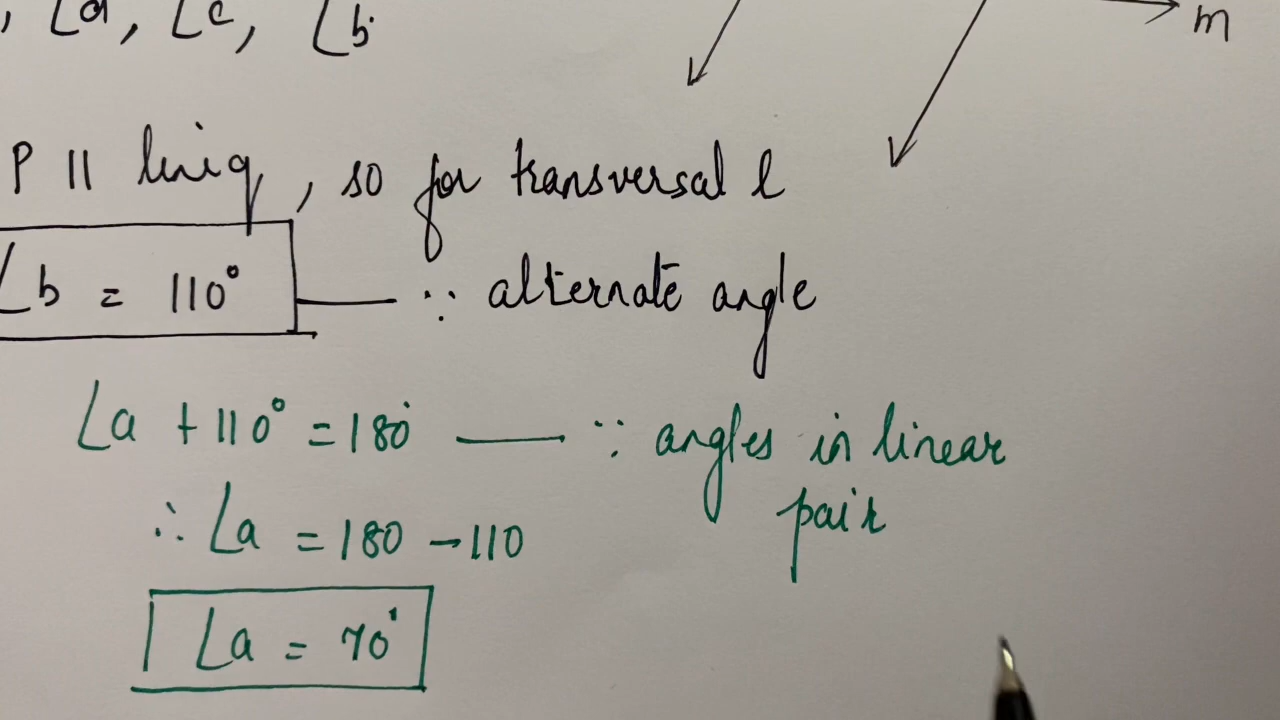 , ∠a, ∠c, ∠b
m
P || line q, so for transversal l
∠b = 110° — ∵ alternate angle
∠a + 110° = 180° — ∵ angles in linear pair
∴ ∠a = 180 - 110
∠a = 70°